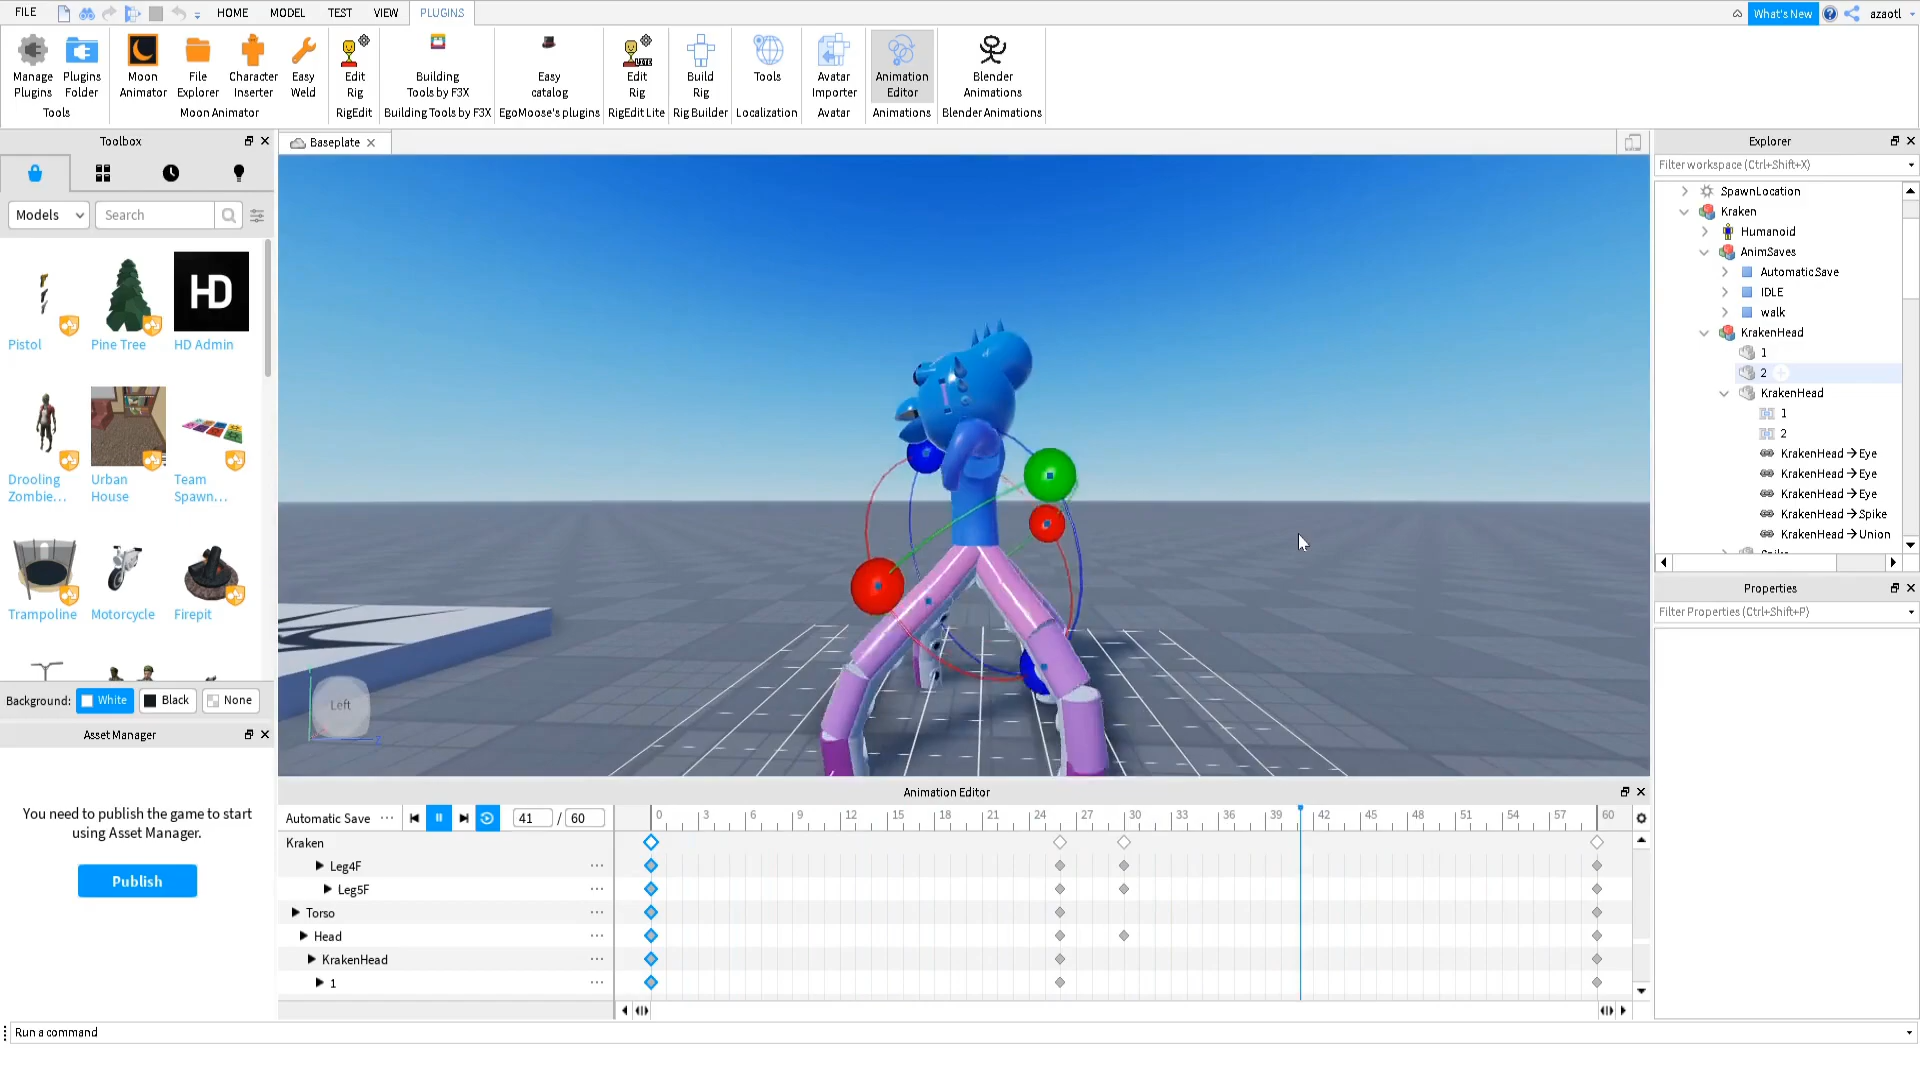 FILE HOME MODEL TEST VIEW PLUGINS What's New azaotl
Manage Plugins
Plugins Folder
Tools
Moon Animator
File Explorer
Character Inserter
Easy Weld
Moon Animator
Edit Rig
RigEdit
Building Tools by F3X
Building Tools by F3X
Easy catalog
EgoMoose's plugins
Edit Rig
RigEdit Lite
Build Rig
Rig Builder
Tools
Localization
Avatar Importer
Avatar
Animation Editor
Animations
Blender Animations
Blender Animations
Toolbox
Models Search
Pistol
Pine Tree
HD
HD Admin
Drooling Zombie...
Urban House
Team Spawn...
Trampoline
Motorcycle
Firepit
Background: White Black None
Asset Manager
You need to publish the game to start
using Asset Manager.
Publish
Baseplate
Left
Animation Editor
Automatic Save ... 41 / 60
0 3 6 9 12 15 18 21 24 27 30 33 36 39 42 45 48 51 54 57 60
Kraken
Leg4F
Leg5F
Torso
Head
KrakenHead
1
Explorer
Filter workspace (Ctrl+Shift+X)
SpawnLocation
Kraken
Humanoid
AnimSaves
AutomaticSave
IDLE
walk
KrakenHead
1
2
KrakenHead
1
2
KrakenHead→Eye
KrakenHead→Eye
KrakenHead→Eye
KrakenHead→Spike
KrakenHead→Union
Properties
Filter Properties (Ctrl+Shift+P)
Run a command